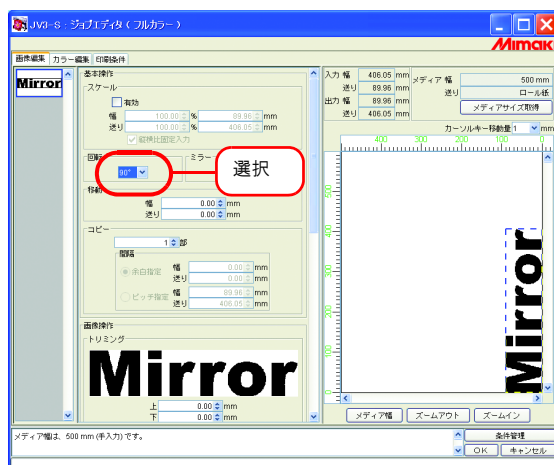 JV3-S : ジョブエディタ ( フルカラー )
Mimaki
画像編集 カラー編集 印刷条件
Mirror
基本操作
スケール
有効
幅 100.00 % 89.96 mm
送り 100.00 % 406.05 mm
縦横比固定入力
回転 ミラー
90°
選択
移動
幅 0.00 mm
送り 0.00 mm
コピー
1 部
間隔
余白指定 幅 0.00 mm
送り 0.00 mm
ピッチ指定 幅 89.96 mm
送り 406.05 mm
画像操作
トリミング
Mirror
上 0.00 mm
下 0.00 mm
入力 幅 406.05 mm
送り 89.96 mm
出力 幅 89.96 mm
送り 406.05 mm
メディア 幅 500 mm
送り ロール紙
メディアサイズ取得
カーソルキー移動量 1 mm
400 300 200 100 0
500
400
300
200
100
0
Mirror
メディア幅 ズームアウト ズームイン
メディア幅は、500 mm (手入力) です。
条件管理
OK キャンセル